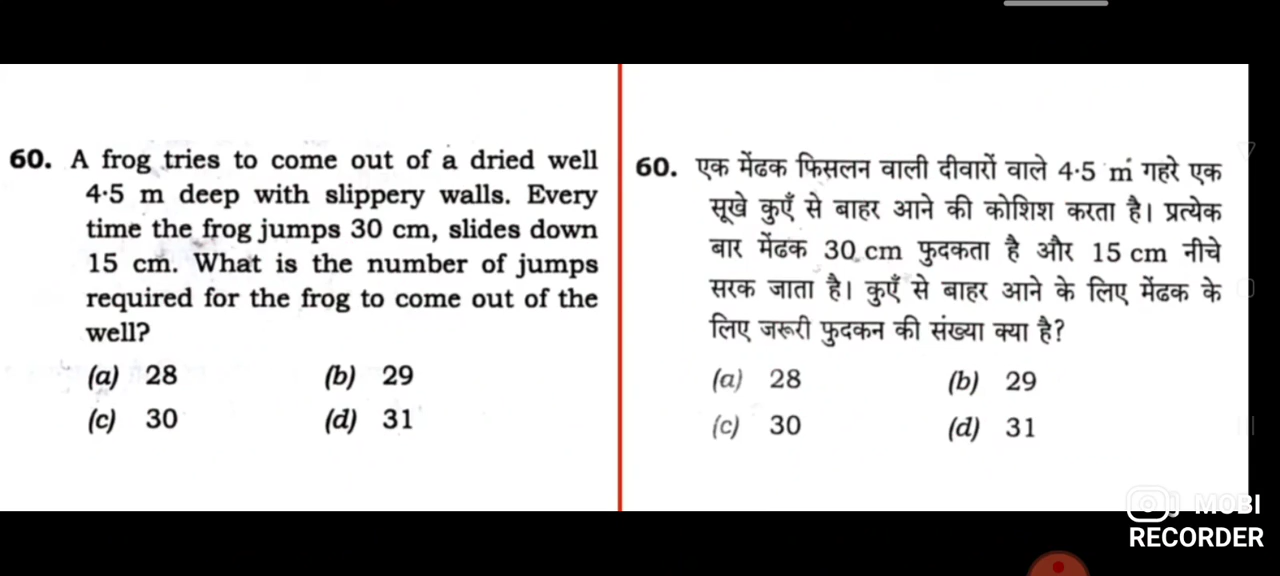 60. A frog tries to come out of a dried well
4·5 m deep with slippery walls. Every
time the frog jumps 30 cm, slides down
15 cm. What is the number of jumps
required for the frog to come out of the
well?
(a) 28 (b) 29
(c) 30 (d) 31
60. एक मेंढक फिसलन वाली दीवारों वाले 4·5 m गहरे एक
सूखे कुएँ से बाहर आने की कोशिश करता है। प्रत्येक
बार मेंढक 30 cm फुदकता है और 15 cm नीचे
सरक जाता है। कुएँ से बाहर आने के लिए मेंढक के
लिए जरूरी फुदकन की संख्या क्या है?
(a) 28 (b) 29
(c) 30 (d) 31
MOBI
RECORDER